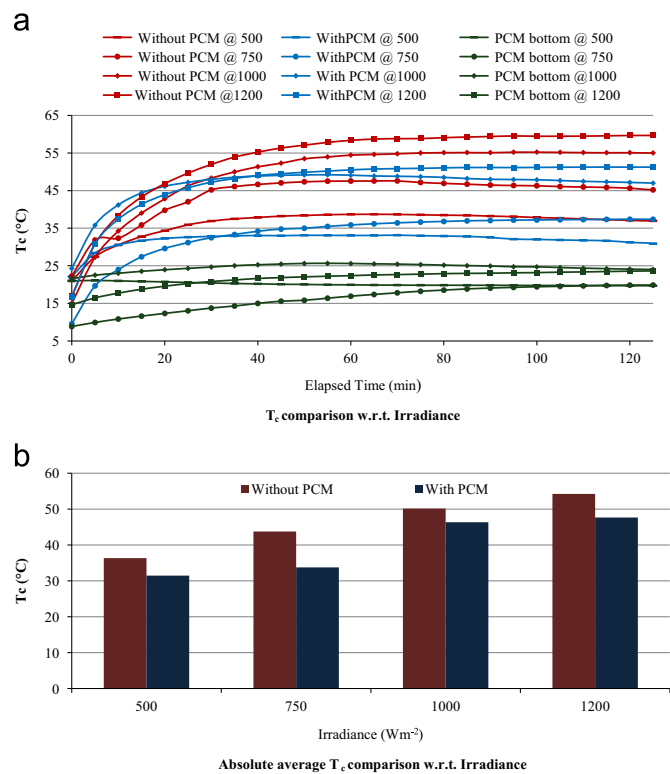 a
Without PCM @ 500 WithPCM @ 500 PCM bottom @ 500
Without PCM @ 750 WithPCM @ 750 PCM bottom @ 750
Without PCM @1000 With PCM @1000 PCM bottom @1000
Without PCM @ 1200 WithPCM @ 1200 PCM bottom @ 1200
65
55
45
35
25
15
5
Tc (°C)
0 20 40 60 80 100 120
Elapsed Time (min)
Tc comparison w.r.t. Irradiance
b
60
50
40
30
20
10
0
Tc (°C)
Without PCM With PCM
500 750 1000 1200
Irradiance (Wm-2)
Absolute average Tc comparison w.r.t. Irradiance